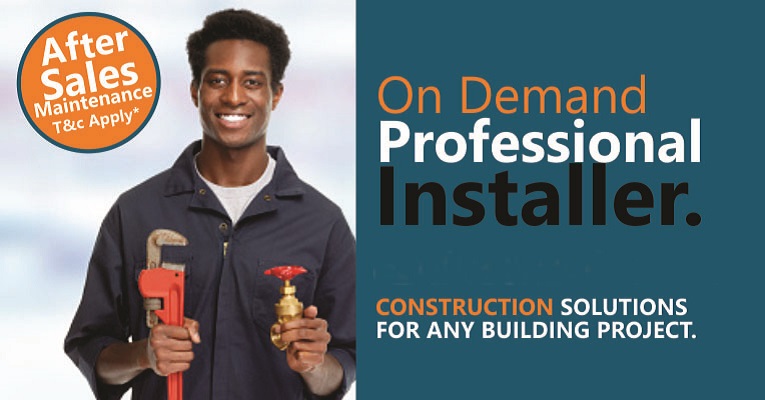 After
Sales
Maintenance
T&c Apply*
On Demand
Professional
Installer.
CONSTRUCTION SOLUTIONS
FOR ANY BUILDING PROJECT.